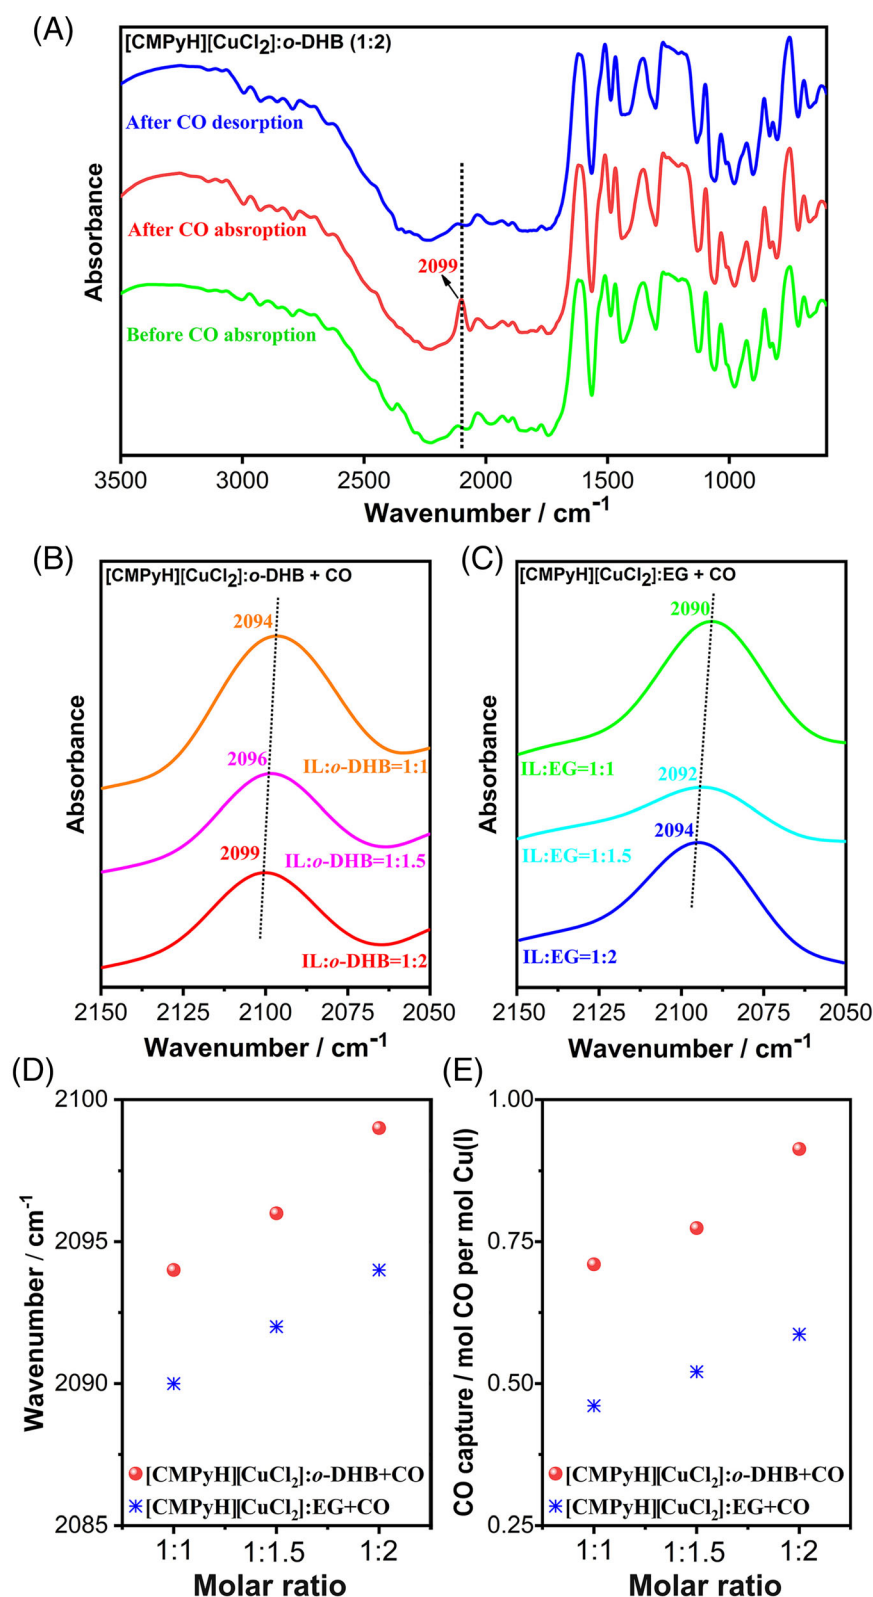 (A)
[CMPyH][CuCl2]:o-DHB (1:2)
After CO desorption
After CO absroption
2099
Before CO absroption
Absorbance
3500 3000 2500 2000 1500 1000
Wavenumber / cm-1
(B)
[CMPyH][CuCl2]:o-DHB + CO
2094
IL:o-DHB=1:1
2096
IL:o-DHB=1:1.5
2099
IL:o-DHB=1:2
Absorbance
2150 2125 2100 2075 2050
Wavenumber / cm-1
(C)
[CMPyH][CuCl2]:EG + CO
2090
IL:EG=1:1
2092
IL:EG=1:1.5
2094
IL:EG=1:2
Absorbance
2150 2125 2100 2075 2050
Wavenumber / cm-1
(D)
Wavenumber / cm-1
2100
2095
2090
2085
[CMPyH][CuCl2]:o-DHB+CO
[CMPyH][CuCl2]:EG+CO
1:1 1:1.5 1:2
Molar ratio
(E)
CO capture / mol CO per mol Cu(I)
1.00
0.75
0.50
0.25
[CMPyH][CuCl2]:o-DHB+CO
[CMPyH][CuCl2]:EG+CO
1:1 1:1.5 1:2
Molar ratio